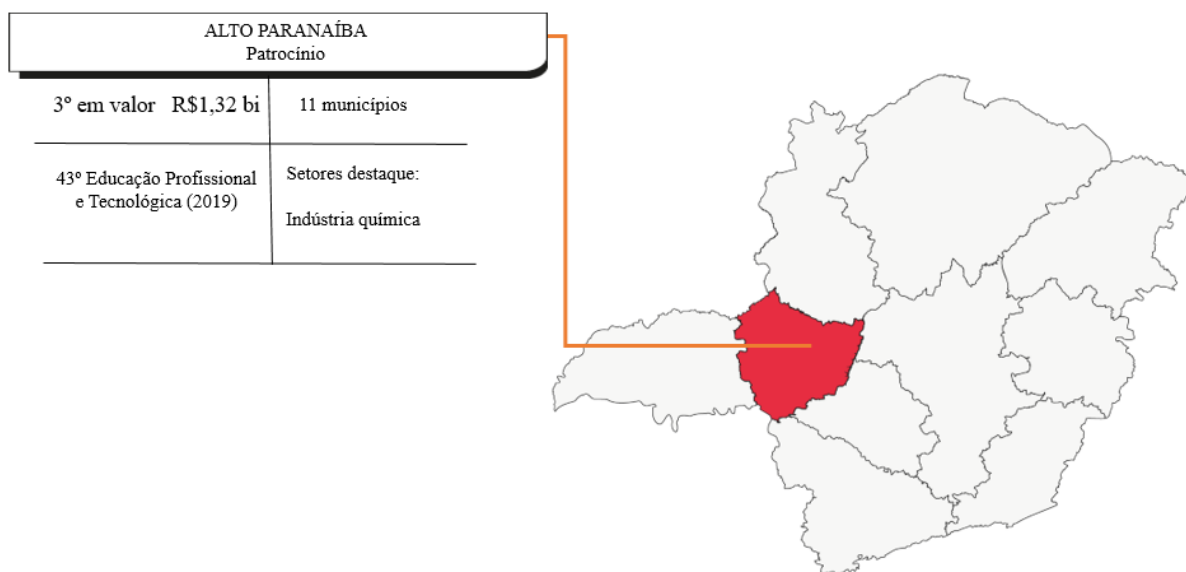 ALTO PARANAÍBA
Patrocínio
3º em valor R$1,32 bi
11 municípios
43º Educação Profissional
e Tecnológica (2019)
Setores destaque:
Indústria química